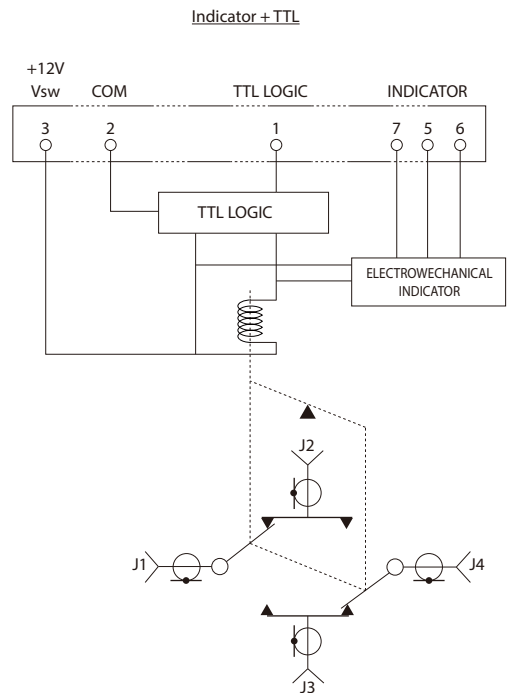 Indicator + TTL
+12V
Vsw COM TTL LOGIC INDICATOR
3 2 1 7 5 6
TTL LOGIC
ELECTROWECHANICAL
INDICATOR
J2
J1 J4
J3